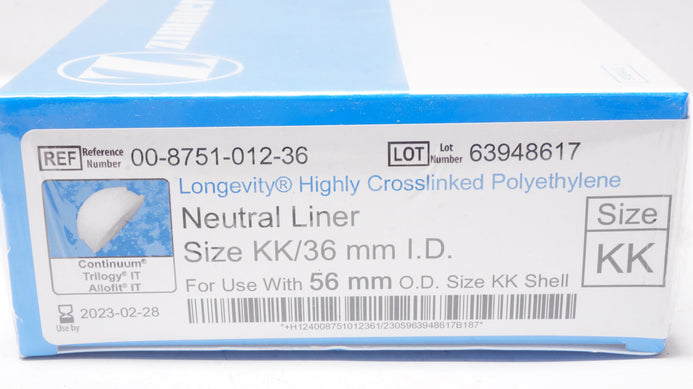 ZIMMER
REF Reference Number 00-8751-012-36
LOT Lot Number 63948617
Longevity® Highly Crosslinked Polyethylene
Neutral Liner
Size KK/36 mm I.D.
For Use With 56 mm O.D. Size KK Shell
Size
KK
Continuum®
Trilogy® IT
Allofit® IT
Use by 2023-02-28
*+H124008751012361/2305963948617B187*